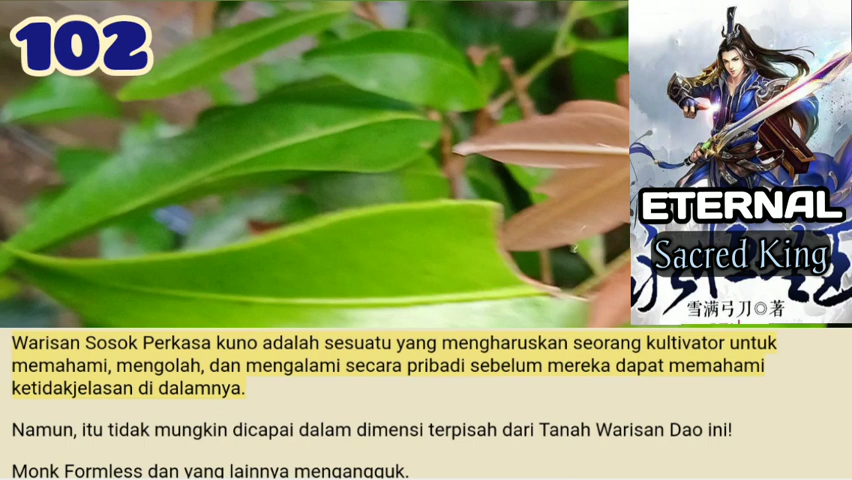 102
ETERNAL
Sacred King
雪满弓刀◎著
Warisan Sosok Perkasa kuno adalah sesuatu yang mengharuskan seorang kultivator untuk
memahami, mengolah, dan mengalami secara pribadi sebelum mereka dapat memahami
ketidakjelasan di dalamnya.
Namun, itu tidak mungkin dicapai dalam dimensi terpisah dari Tanah Warisan Dao ini!
Monk Formless dan yang lainnya mengangguk.